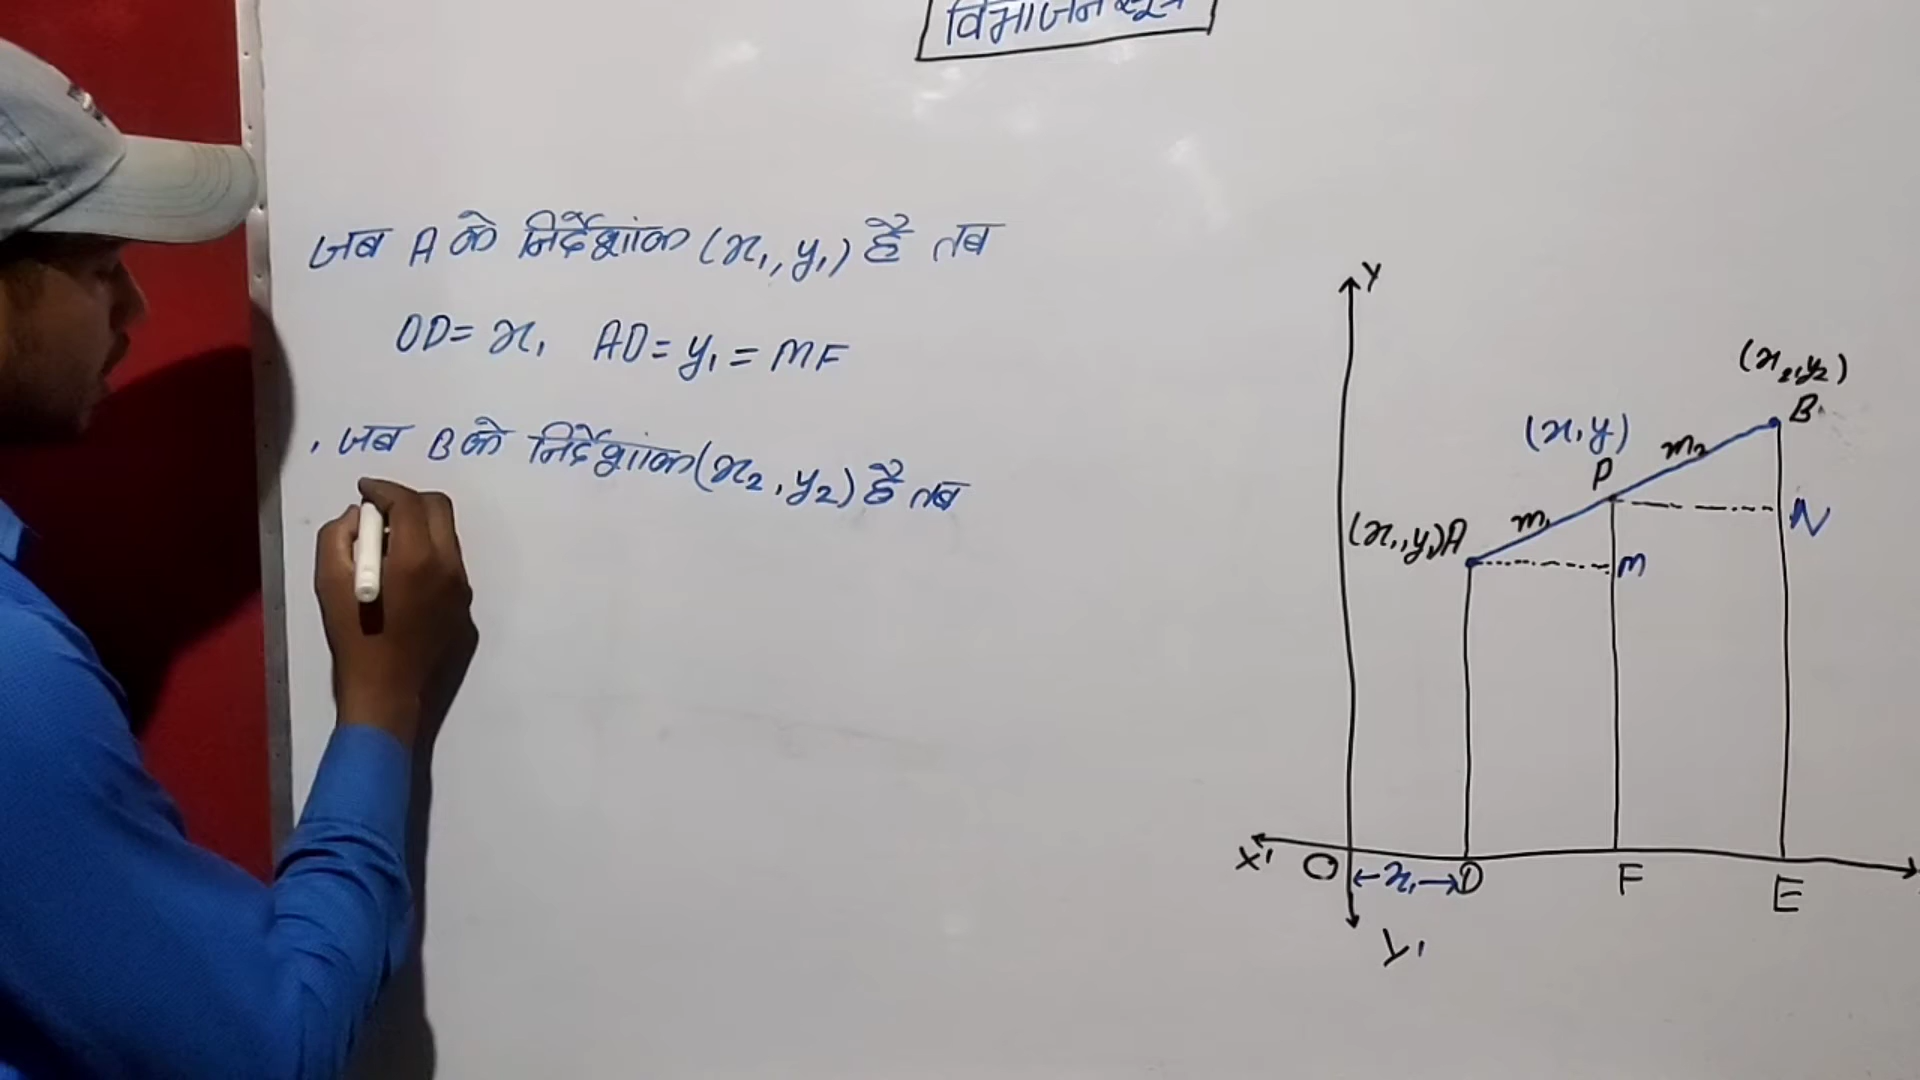 विभाजन सूत्र
जब A के निर्देशांक (x₁, y₁) है तब
OD = x₁ AD = y₁ = MF
, जब B के निर्देशांक (x₂, y₂) है तब
Y
(x₂, y₂)
B
(x, y)
m₂
P
N
m₁
(x₁, y₁) A
M
X'
O
x₁
D
F
E
Y'